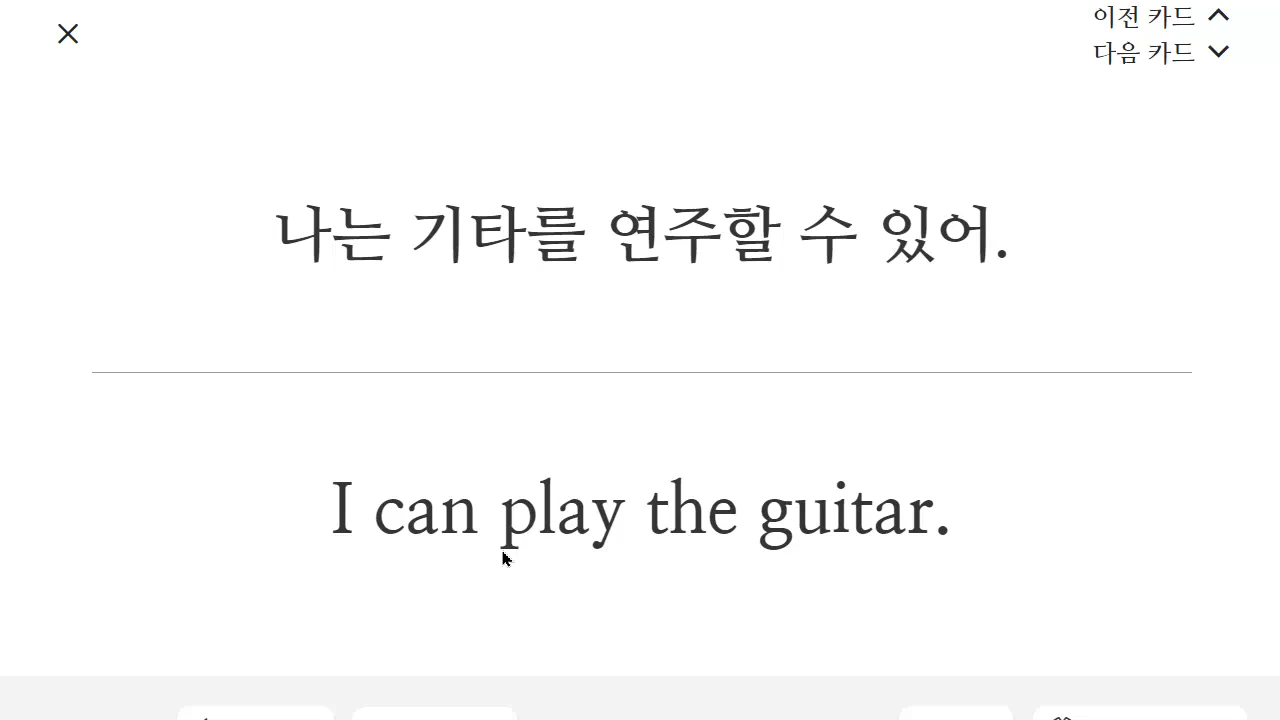 이전 카드
다음 카드
나는 기타를 연주할 수 있어.
I can play the guitar.